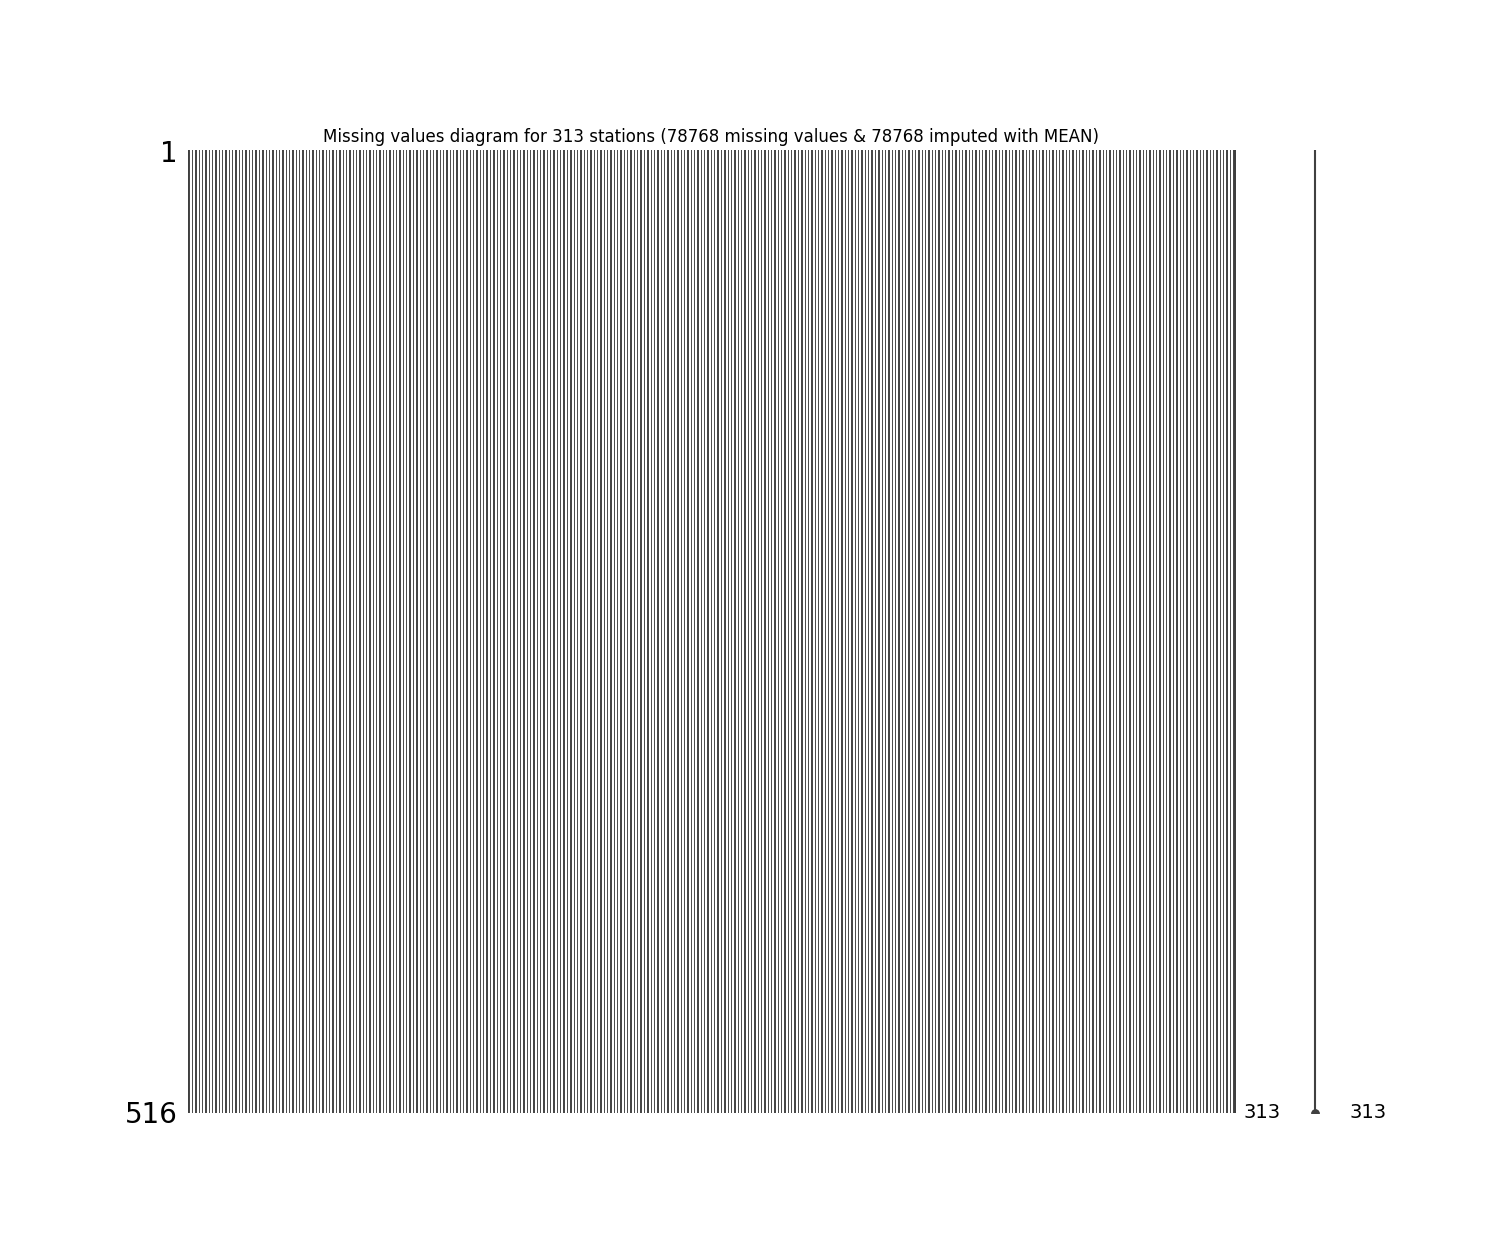 Missing values diagram for 313 stations (78768 missing values & 78768 imputed with MEAN)
1
516
313
313